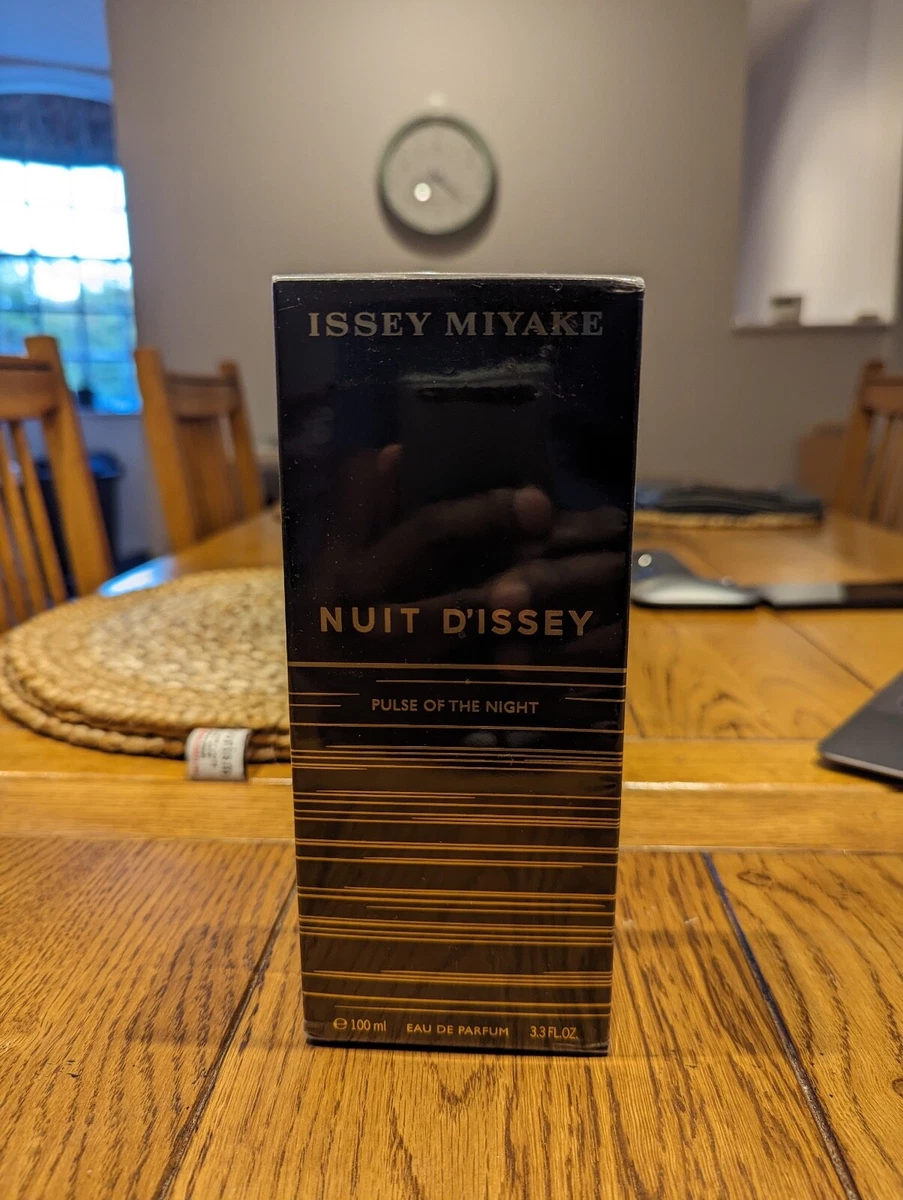 ISSEY MIYAKE
NUIT D'ISSEY
PULSE OF THE NIGHT
℮ 100 ml EAU DE PARFUM 3.3 FL.OZ.